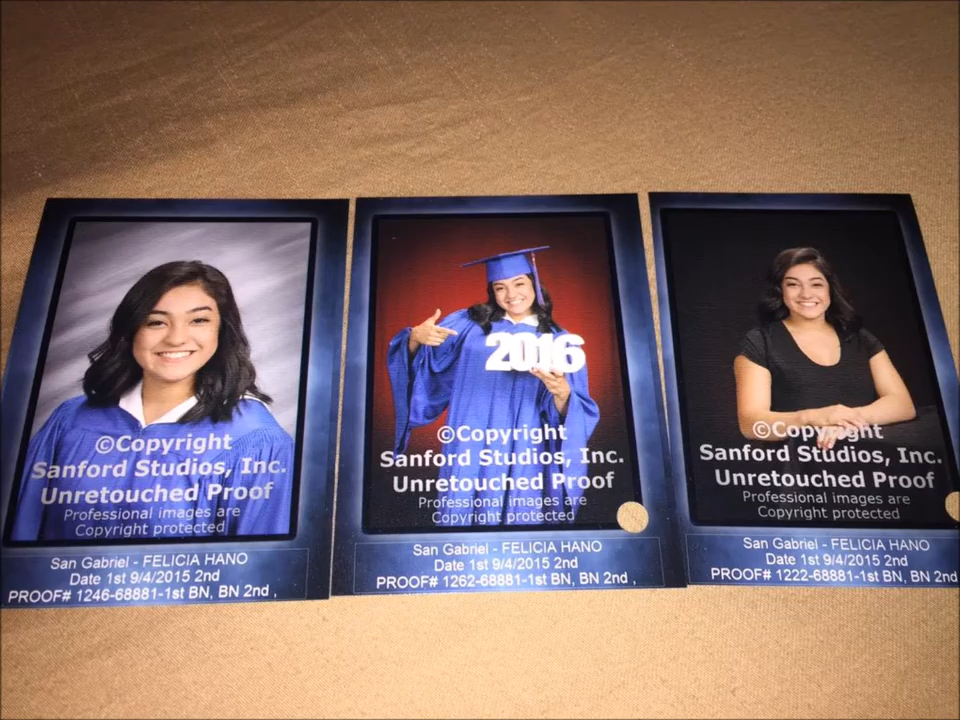 ©Copyright
Sanford Studios, Inc.
Unretouched Proof
Professional images are
Copyright protected
San Gabriel - FELICIA HANO
Date 1st 9/4/2015 2nd
PROOF# 1246-68881-1st BN, BN 2nd ,
2016
©Copyright
Sanford Studios, Inc.
Unretouched Proof
Professional images are
Copyright protected
San Gabriel - FELICIA HANO
Date 1st 9/4/2015 2nd
PROOF# 1262-68881-1st BN, BN 2nd ,
©Copyright
Sanford Studios, Inc.
Unretouched Proof
Professional images are
Copyright protected
San Gabriel - FELICIA HANO
Date 1st 9/4/2015 2nd
PROOF# 1222-68881-1st BN, BN 2nd